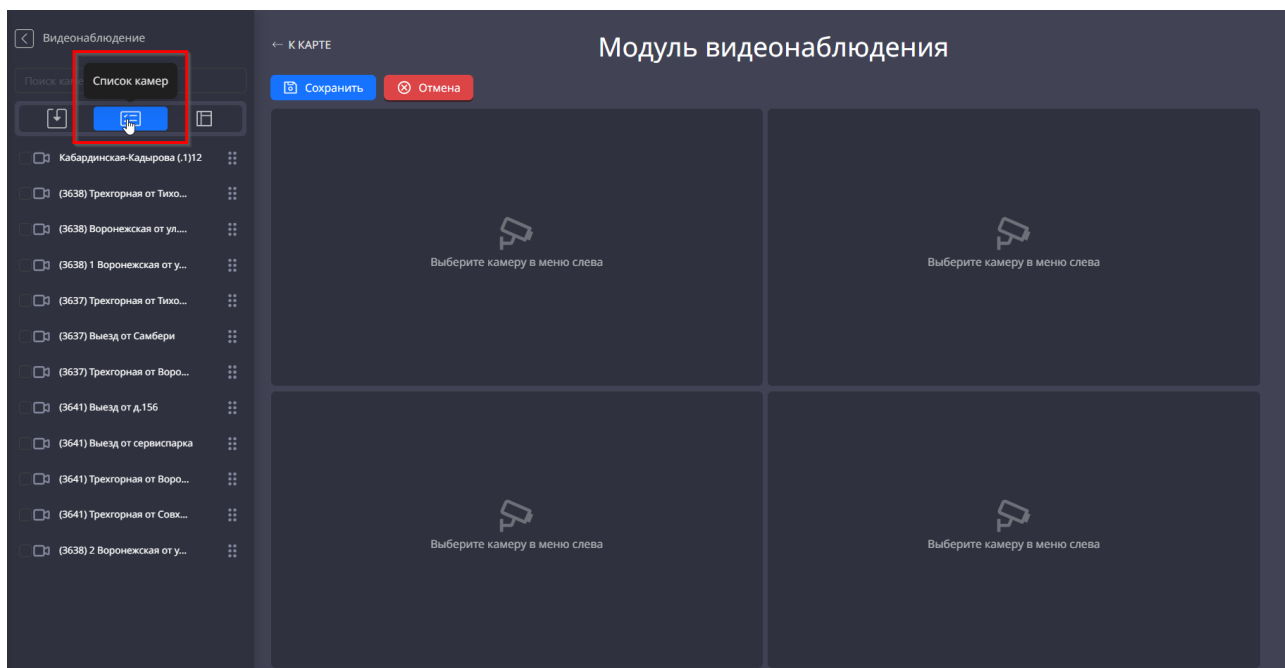 Видеонаблюдение
← К КАРТЕ
Модуль видеонаблюдения
Список камер
Поиск
Сохранить
Отмена
Кабардинская-Кадырова (.1)12
(3638) Трехгорная от Тихо...
(3638) Воронежская от ул....
(3638) 1 Воронежская от у...
(3637) Трехгорная от Тихо...
(3637) Выезд от Самбери
(3637) Трехгорная от Воро...
(3641) Выезд от д.156
(3641) Выезд от сервиспарка
(3641) Трехгорная от Воро...
(3641) Трехгорная от Совх...
(3638) 2 Воронежская от у...
Выберите камеру в меню слева
Выберите камеру в меню слева
Выберите камеру в меню слева
Выберите камеру в меню слева